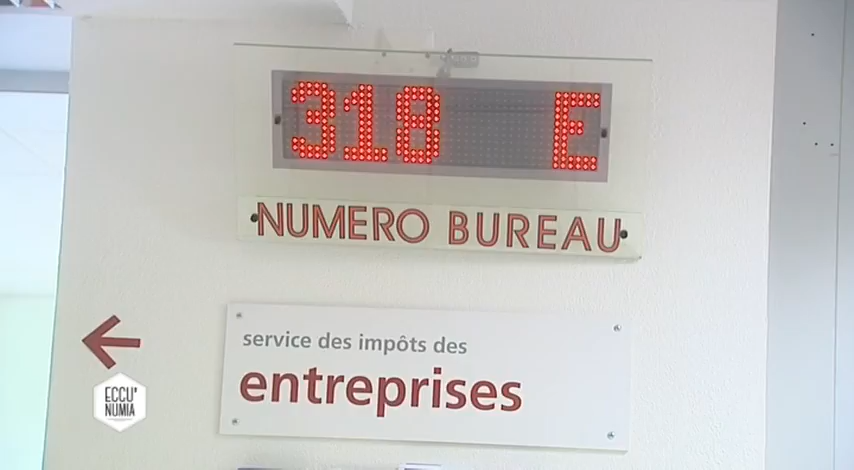 318 E
NUMERO BUREAU
service des impôts des
entreprises
ECCU'
NUMIA